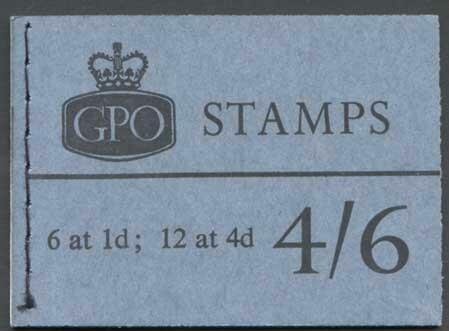 GPO STAMPS
6 at 1d; 12 at 4d 4/6